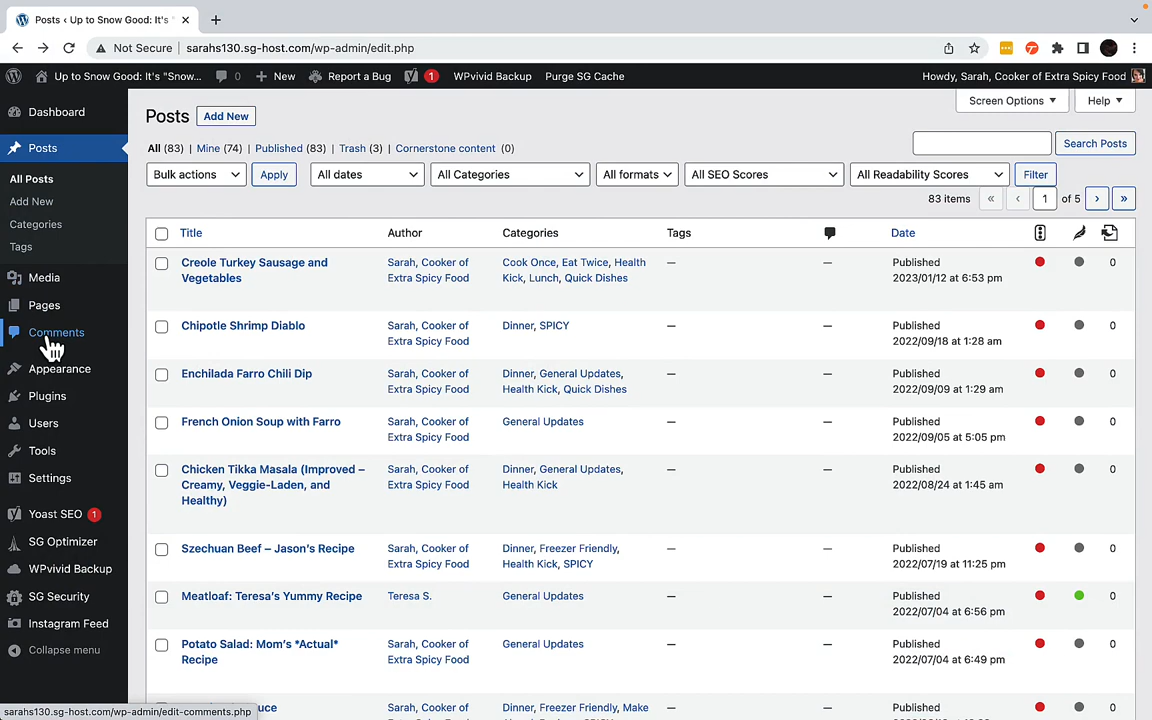 Posts ‹ Up to Snow Good: It's "
Not Secure sarahs130.sg-host.com/wp-admin/edit.php
Up to Snow Good: It's "Snow... 0 New Report a Bug 1 WPvivid Backup Purge SG Cache Howdy, Sarah, Cooker of Extra Spicy Food
Dashboard
Posts
All Posts
Add New
Categories
Tags
Media
Pages
Comments
Appearance
Plugins
Users
Tools
Settings
Yoast SEO 1
SG Optimizer
WPvivid Backup
SG Security
Instagram Feed
Collapse menu
sarahs130.sg-host.com/wp-admin/edit-comments.php
Screen Options ▼ Help ▼
Posts Add New
All (83) | Mine (74) | Published (83) | Trash (3) | Cornerstone content (0)
Search Posts
Bulk actions Apply All dates All Categories All formats All SEO Scores All Readability Scores Filter
83 items « ‹ 1 of 5 › »
Title Author Categories Tags Date
Creole Turkey Sausage and Vegetables
Sarah, Cooker of Extra Spicy Food
Cook Once, Eat Twice, Health Kick, Lunch, Quick Dishes
— —
Published
2023/01/12 at 6:53 pm
0
Chipotle Shrimp Diablo
Sarah, Cooker of Extra Spicy Food
Dinner, SPICY
— —
Published
2022/09/18 at 1:28 am
0
Enchilada Farro Chili Dip
Sarah, Cooker of Extra Spicy Food
Dinner, General Updates, Health Kick, Quick Dishes
— —
Published
2022/09/09 at 1:29 am
0
French Onion Soup with Farro
Sarah, Cooker of Extra Spicy Food
General Updates
— —
Published
2022/09/05 at 5:05 pm
0
Chicken Tikka Masala (Improved – Creamy, Veggie-Laden, and Healthy)
Sarah, Cooker of Extra Spicy Food
Dinner, General Updates, Health Kick
— —
Published
2022/08/24 at 1:45 am
0
Szechuan Beef – Jason's Recipe
Sarah, Cooker of Extra Spicy Food
Dinner, Freezer Friendly, Health Kick, SPICY
— —
Published
2022/07/19 at 11:25 pm
0
Meatloaf: Teresa's Yummy Recipe
Teresa S.
General Updates
— —
Published
2022/07/04 at 6:56 pm
0
Potato Salad: Mom's *Actual* Recipe
Sarah, Cooker of Extra Spicy Food
General Updates
— —
Published
2022/07/04 at 6:49 pm
0
Sarah, Cooker of
Dinner, Freezer Friendly, Make
— —
Published
0